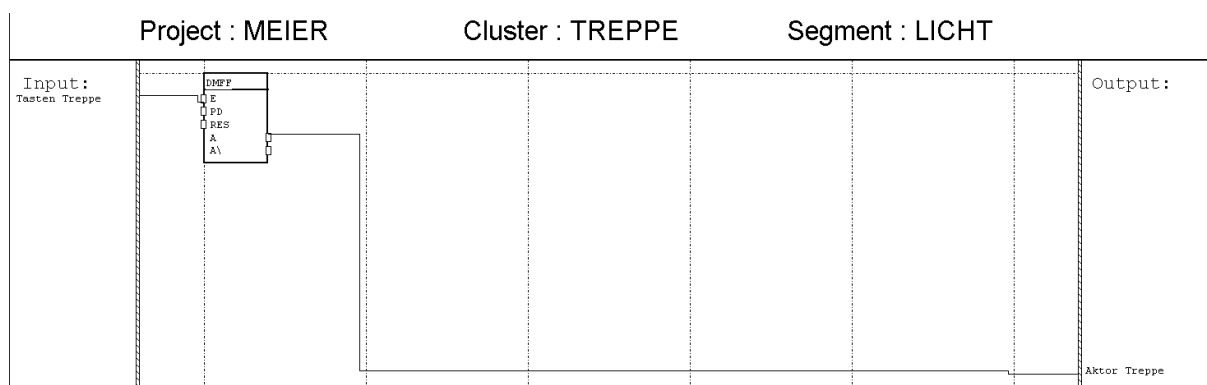 Project : MEIER Cluster : TREPPE Segment : LICHT
Input:
Tasten Treppe
DMFF
E
PD
RES
A
A\
Output:
Aktor Treppe